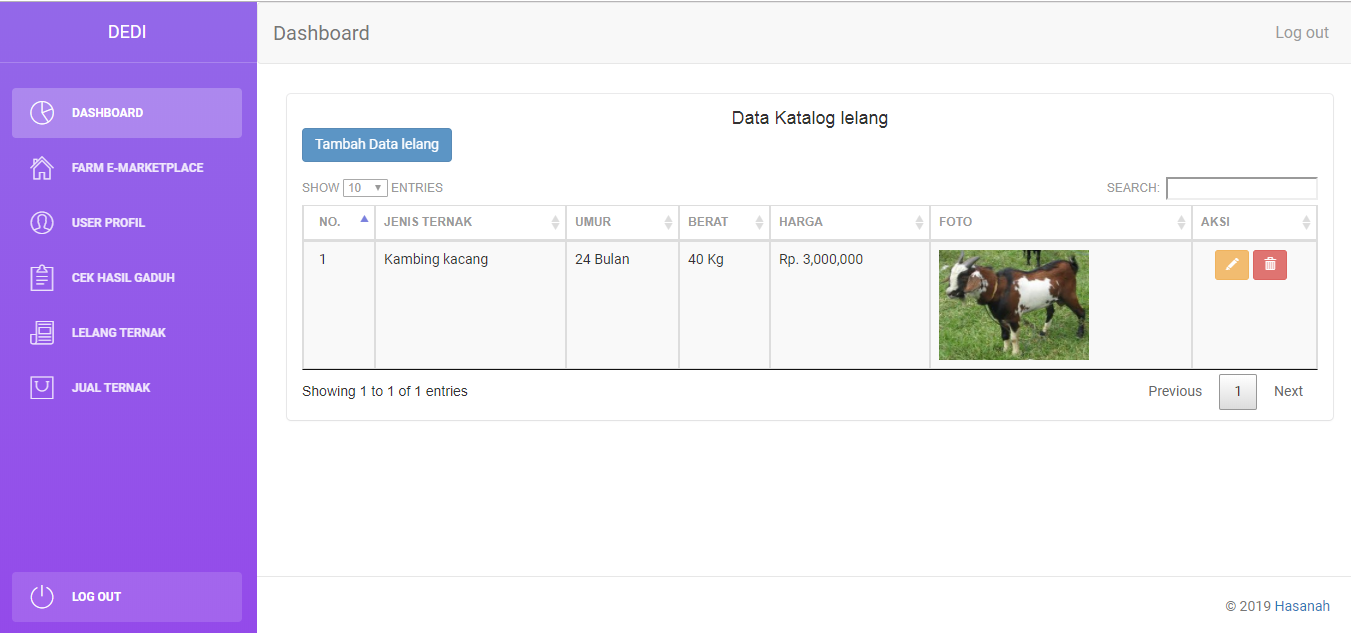 DEDI
Dashboard
Log out
DASHBOARD
FARM E-MARKETPLACE
USER PROFIL
CEK HASIL GADUH
LELANG TERNAK
JUAL TERNAK
LOG OUT
Data Katalog lelang
Tambah Data lelang
SHOW 10 ENTRIES
SEARCH:
NO. JENIS TERNAK UMUR BERAT HARGA FOTO AKSI
1 Kambing kacang 24 Bulan 40 Kg Rp. 3,000,000
Showing 1 to 1 of 1 entries
Previous 1 Next
© 2019 Hasanah